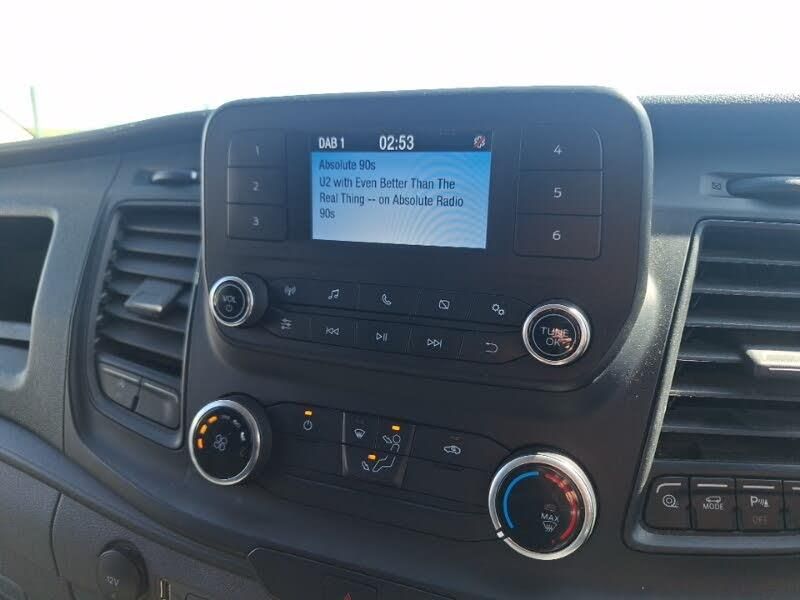 DAB 1 02:53
Absolute 90s
U2 with Even Better Than The
Real Thing -- on Absolute Radio
90s
1
2
3
4
5
6
VOL
TUNE
OK
MAX
MODE
P
OFF
12V